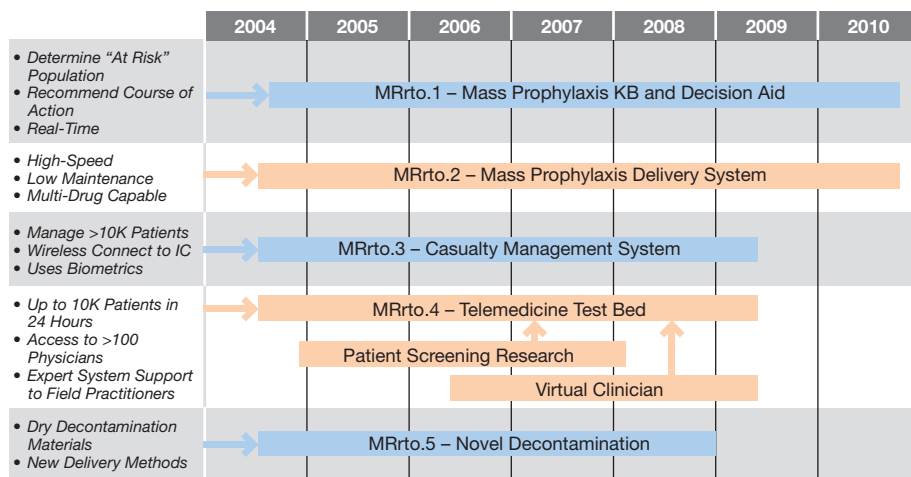 2004 2005 2006 2007 2008 2009 2010
• Determine “At Risk”
Population
• Recommend Course of
Action
• Real-Time
MRrto.1 – Mass Prophylaxis KB and Decision Aid
• High-Speed
• Low Maintenance
• Multi-Drug Capable
MRrto.2 – Mass Prophylaxis Delivery System
• Manage >10K Patients
• Wireless Connect to IC
• Uses Biometrics
MRrto.3 – Casualty Management System
• Up to 10K Patients in
24 Hours
• Access to >100
Physicians
• Expert System Support
to Field Practitioners
MRrto.4 – Telemedicine Test Bed
Patient Screening Research
Virtual Clinician
• Dry Decontamination
Materials
• New Delivery Methods
MRrto.5 – Novel Decontamination